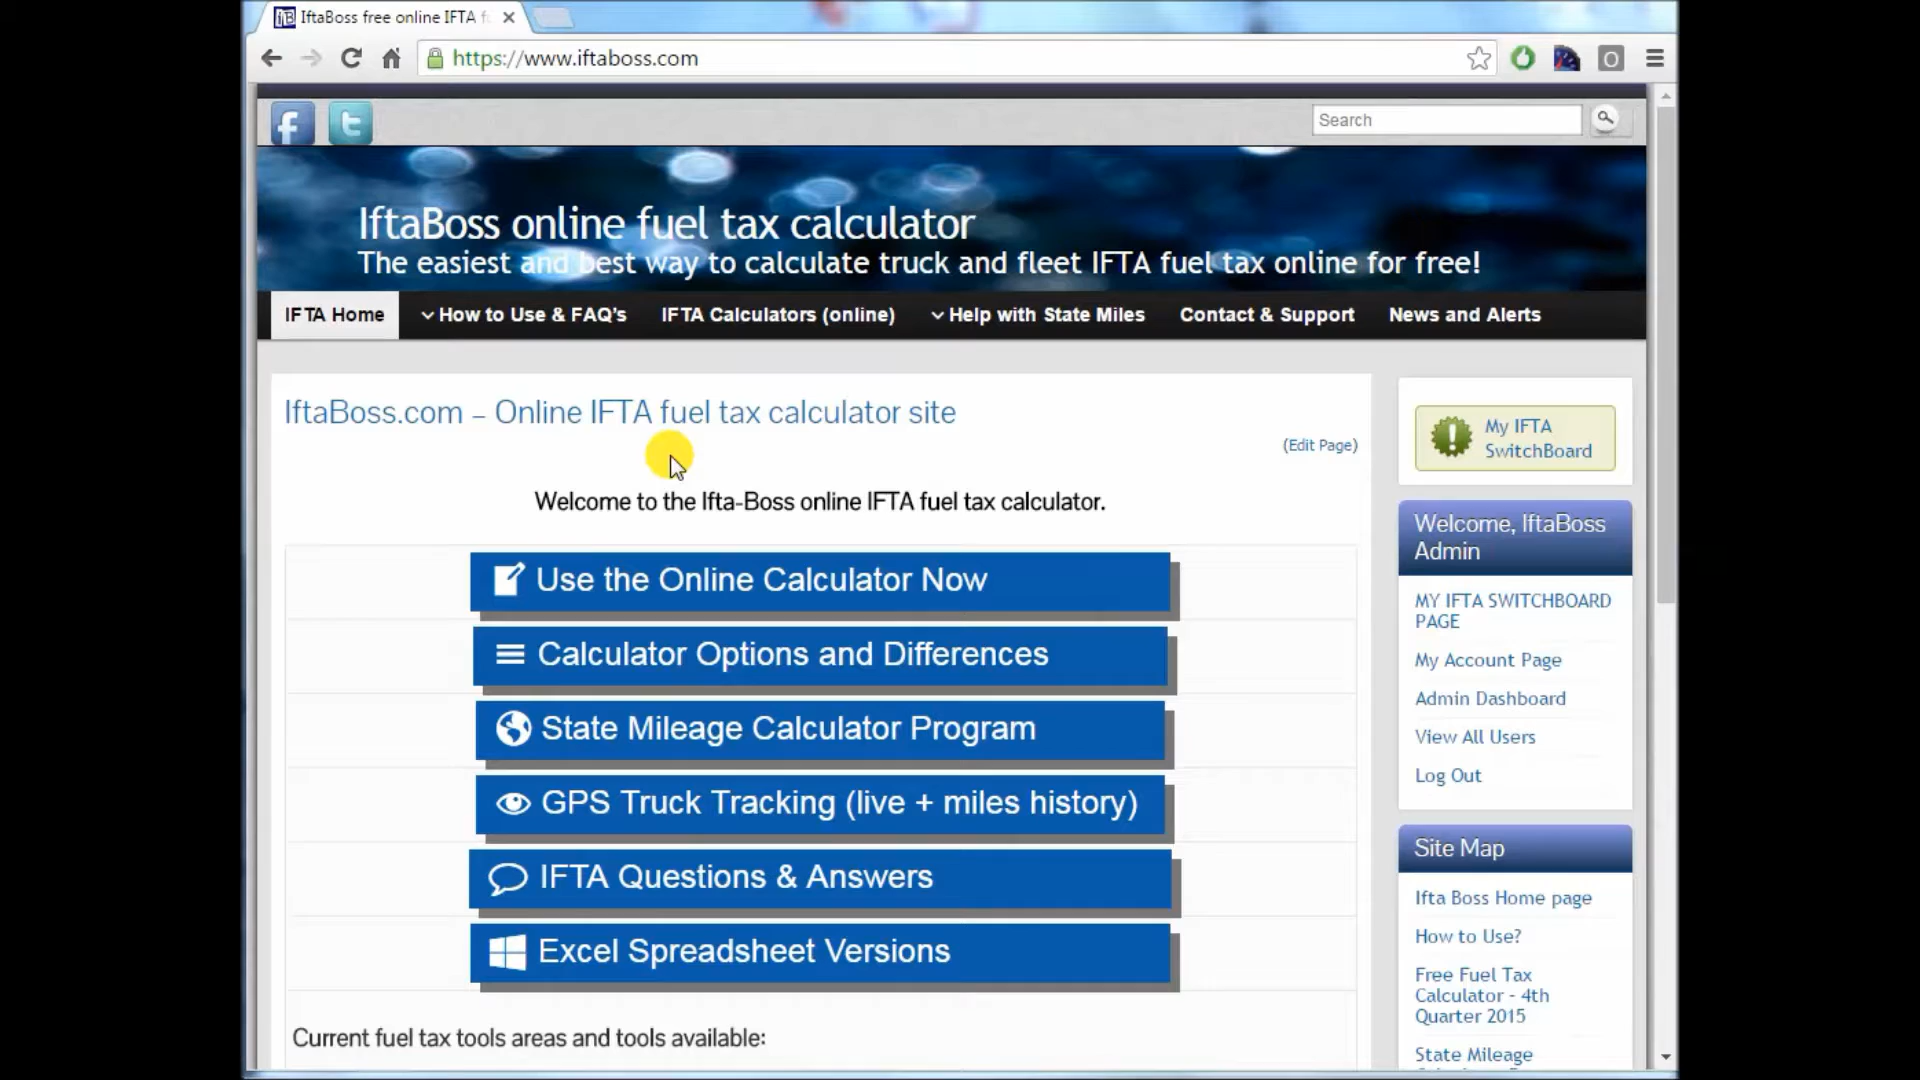 IftaBoss free online IFTA f
https://www.iftaboss.com
Search
IftaBoss online fuel tax calculator
The easiest and best way to calculate truck and fleet IFTA fuel tax online for free!
IFTA Home
How to Use & FAQ's
IFTA Calculators (online)
Help with State Miles
Contact & Support
News and Alerts
IftaBoss.com – Online IFTA fuel tax calculator site
(Edit Page)
Welcome to the Ifta-Boss online IFTA fuel tax calculator.
Use the Online Calculator Now
Calculator Options and Differences
State Mileage Calculator Program
GPS Truck Tracking (live + miles history)
IFTA Questions & Answers
Excel Spreadsheet Versions
Current fuel tax tools areas and tools available:
My IFTA
SwitchBoard
Welcome, IftaBoss
Admin
MY IFTA SWITCHBOARD
PAGE
My Account Page
Admin Dashboard
View All Users
Log Out
Site Map
Ifta Boss Home page
How to Use?
Free Fuel Tax
Calculator - 4th
Quarter 2015
State Mileage